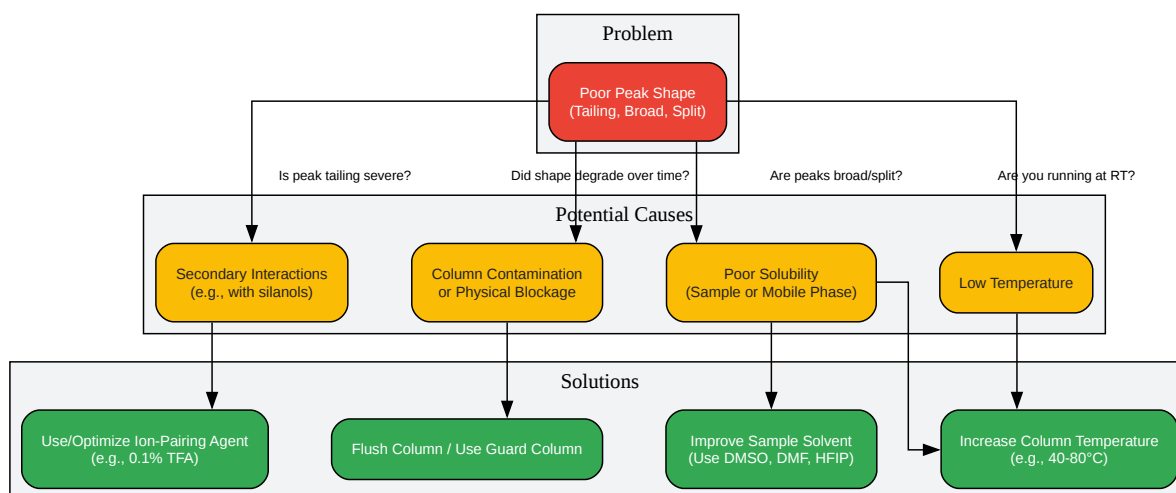 Problem
Poor Peak Shape
(Tailing, Broad, Split)
Is peak tailing severe?
Did shape degrade over time?
Are peaks broad/split?
Are you running at RT?
Potential Causes
Secondary Interactions
(e.g., with silanols)
Column Contamination
or Physical Blockage
Poor Solubility
(Sample or Mobile Phase)
Low Temperature
Solutions
Use/Optimize Ion-Pairing Agent
(e.g., 0.1% TFA)
Flush Column / Use Guard Column
Improve Sample Solvent
(Use DMSO, DMF, HFIP)
Increase Column Temperature
(e.g., 40-80°C)